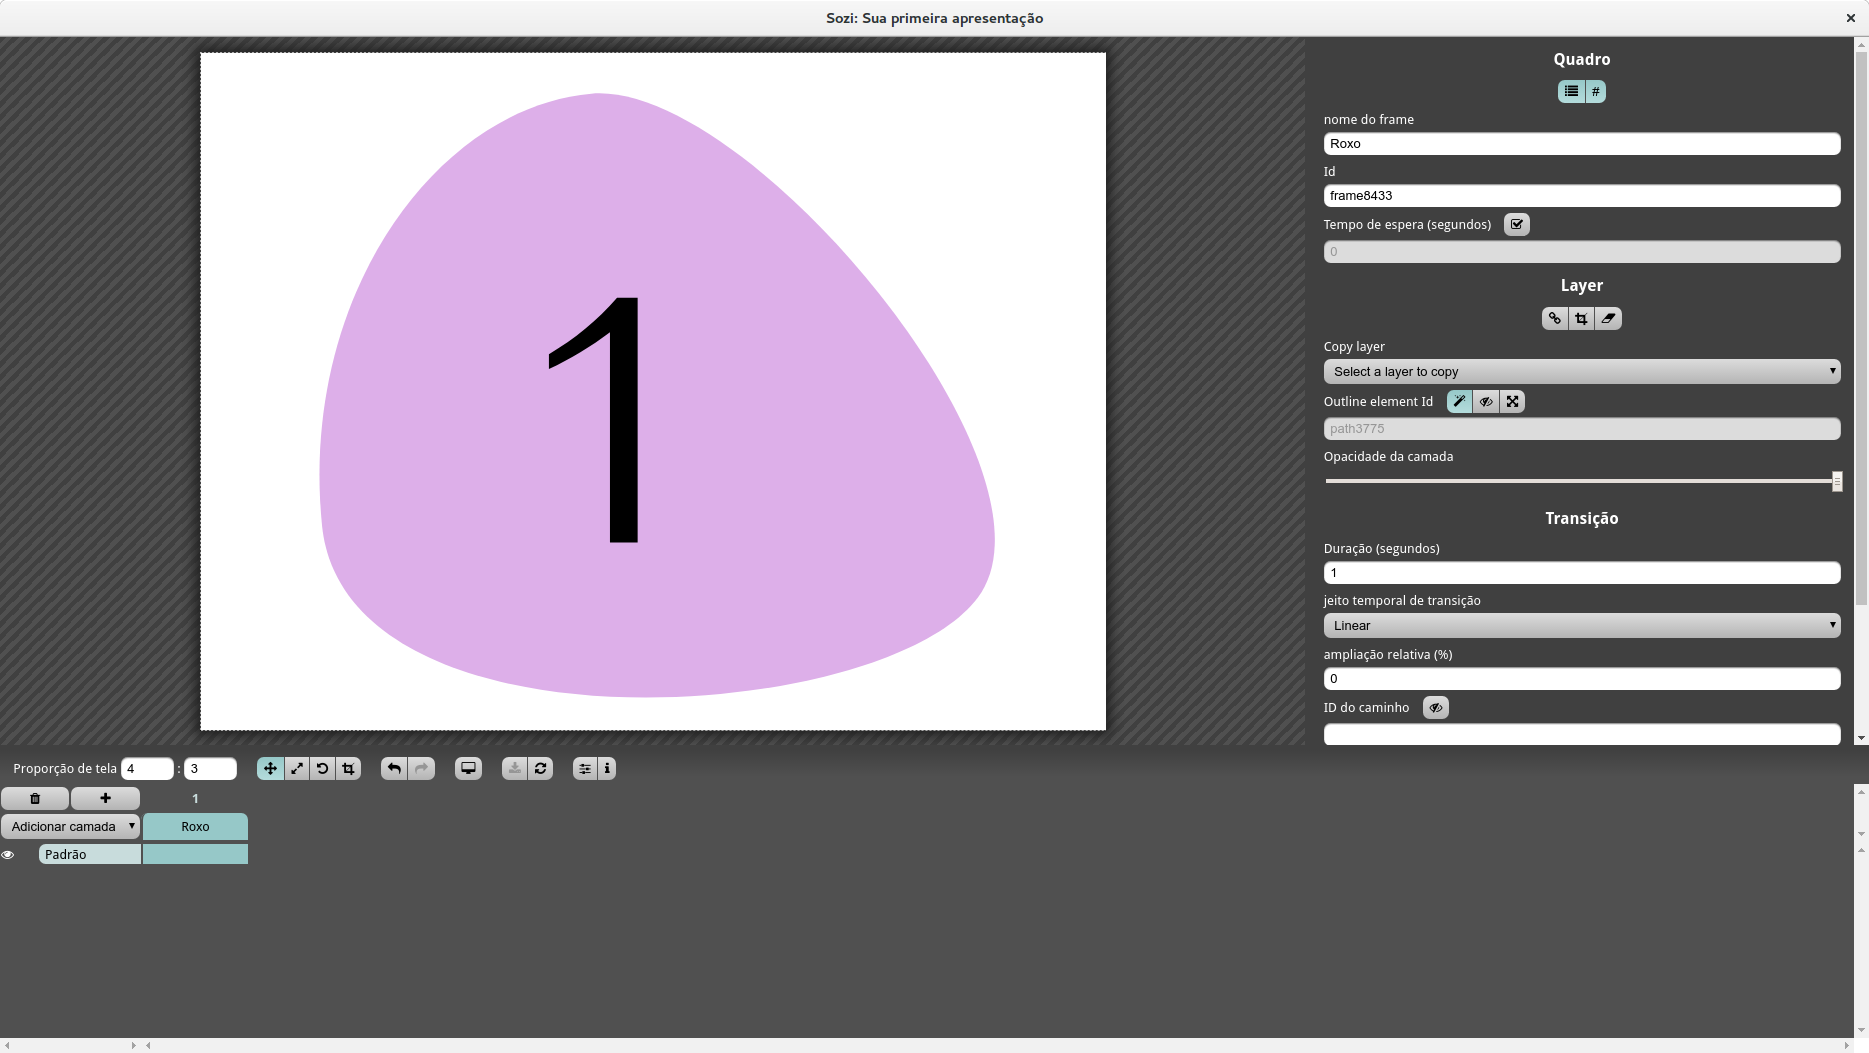 Sozi: Sua primeira apresentação
1
Quadro
#
nome do frame
Roxo
Id
frame8433
Tempo de espera (segundos)
0
Layer
Copy layer
Select a layer to copy
Outline element Id
path3775
Opacidade da camada
Transição
Duração (segundos)
1
jeito temporal de transição
Linear
ampliação relativa (%)
0
ID do caminho
Proporção de tela 4 : 3
1
Adicionar camada Roxo
Padrão